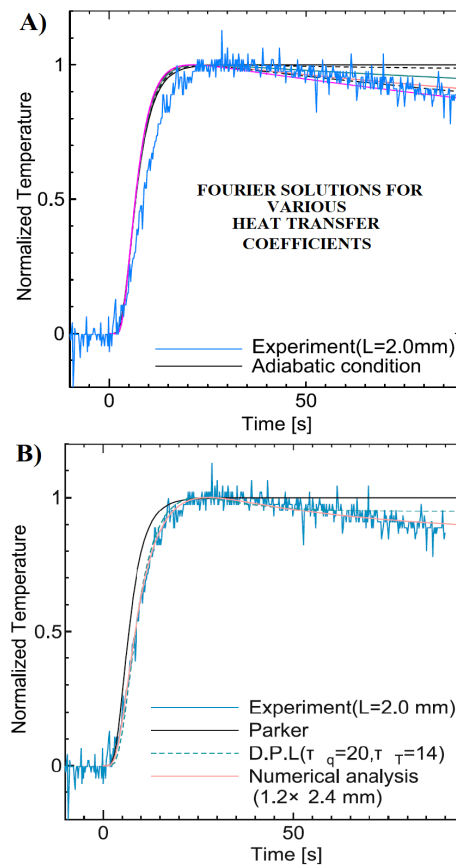 A)
1
0.5
0
Normalized Temperature
FOURIER SOLUTIONS FOR
VARIOUS
HEAT TRANSFER
COEFFICIENTS
Experiment(L=2.0mm)
Adiabatic condition
0
50
Time [s]
B)
1
0.5
0
Normalized Temperature
Experiment(L=2.0 mm)
Parker
D.P.L(τ_q=20,τ_T=14)
Numerical analysis
(1.2× 2.4 mm)
0
50
Time [s]